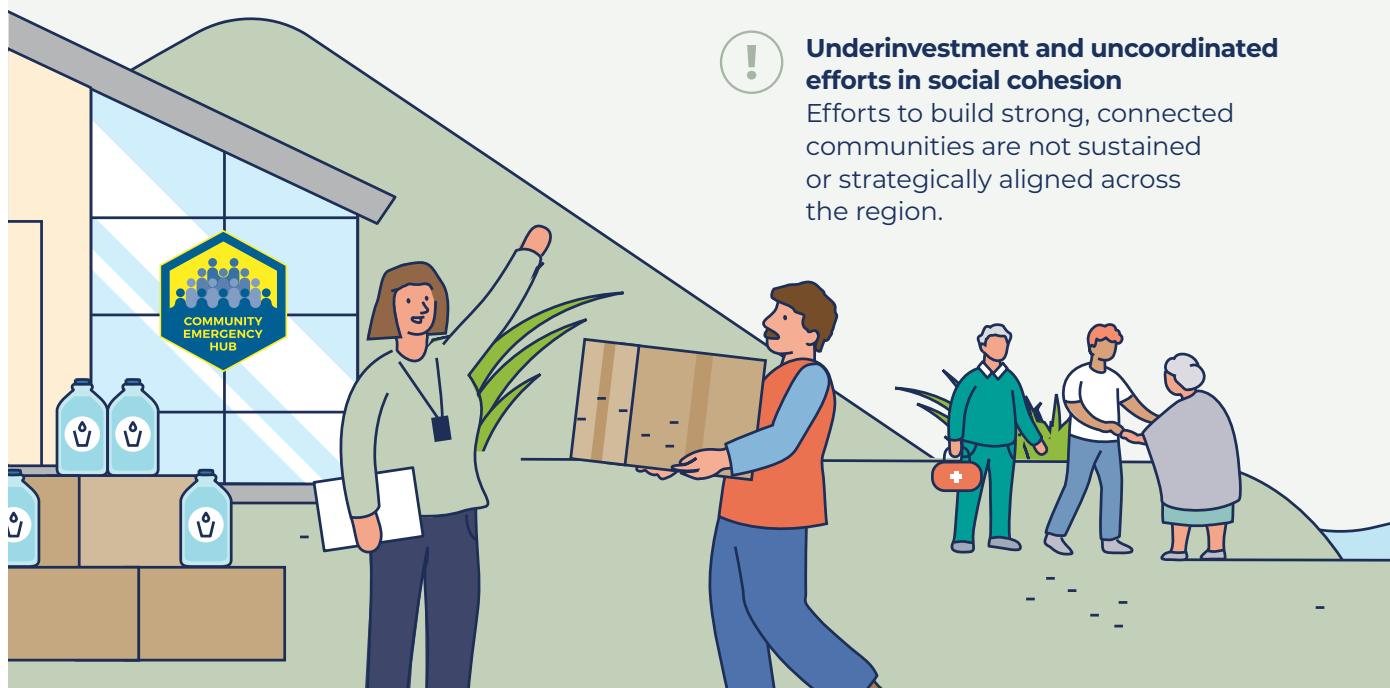 Underinvestment and uncoordinated
efforts in social cohesion
Efforts to build strong, connected
communities are not sustained
or strategically aligned across
the region.
COMMUNITY
EMERGENCY
HUB